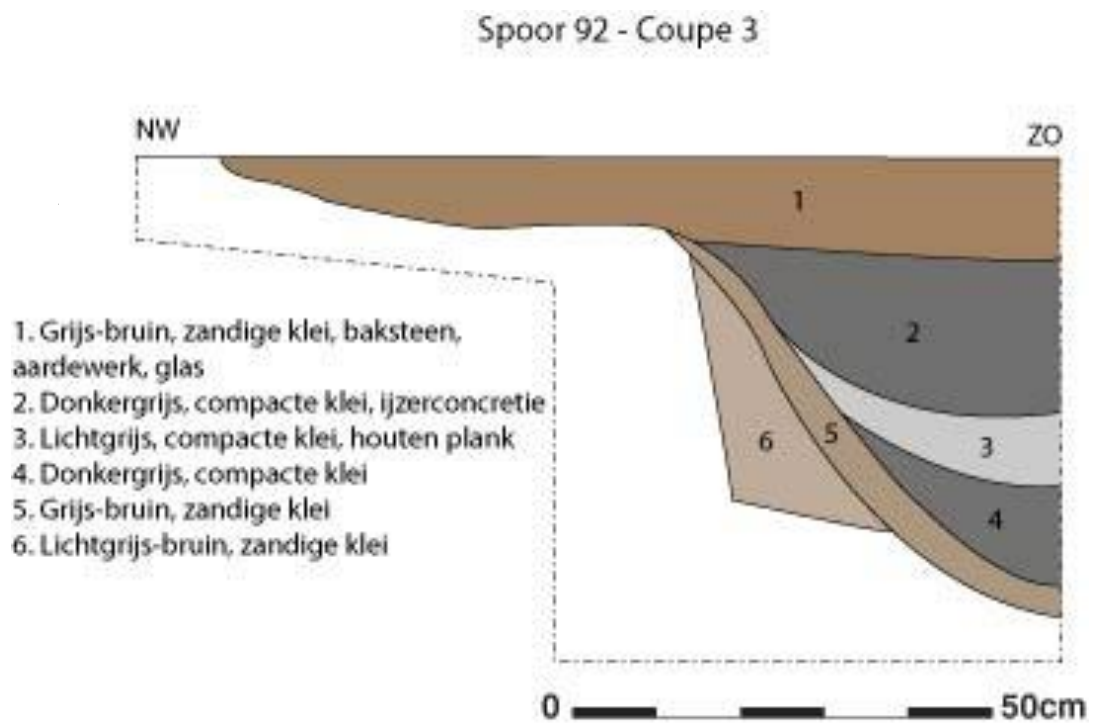 Spoor 92 - Coupe 3
NW
ZO
1
2
3
4
5
6
1. Grijs-bruin, zandige klei, baksteen,
aardewerk, glas
2. Donkergrijs, compacte klei, ijzerconcretie
3. Lichtgrijs, compacte klei, houten plank
4. Donkergrijs, compacte klei
5. Grijs-bruin, zandige klei
6. Lichtgrijs-bruin, zandige klei
0 50cm